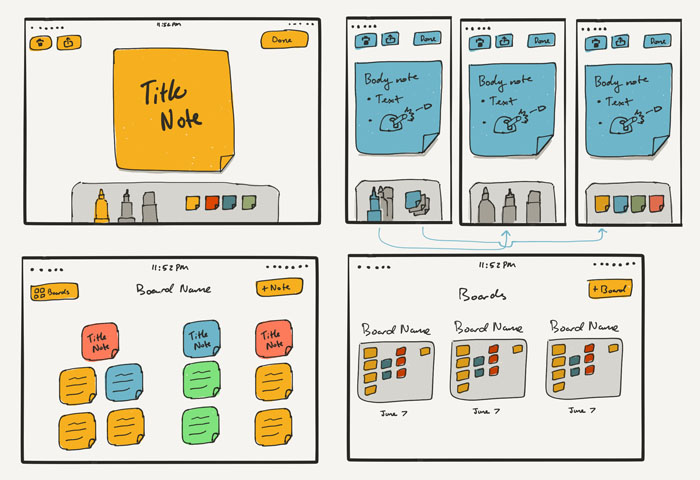 11:52 PM
Done
Title
Note
Done
Body note
• Text
Done
Body note
• Text
Done
Body note
• Text
11:52 PM
Boards
Board Name
+ Note
Title
Note
Title
Note
Title
Note
11:52 PM
Boards
+ Board
Board Name
Board Name
Board Name
June 7
June 7
June 7